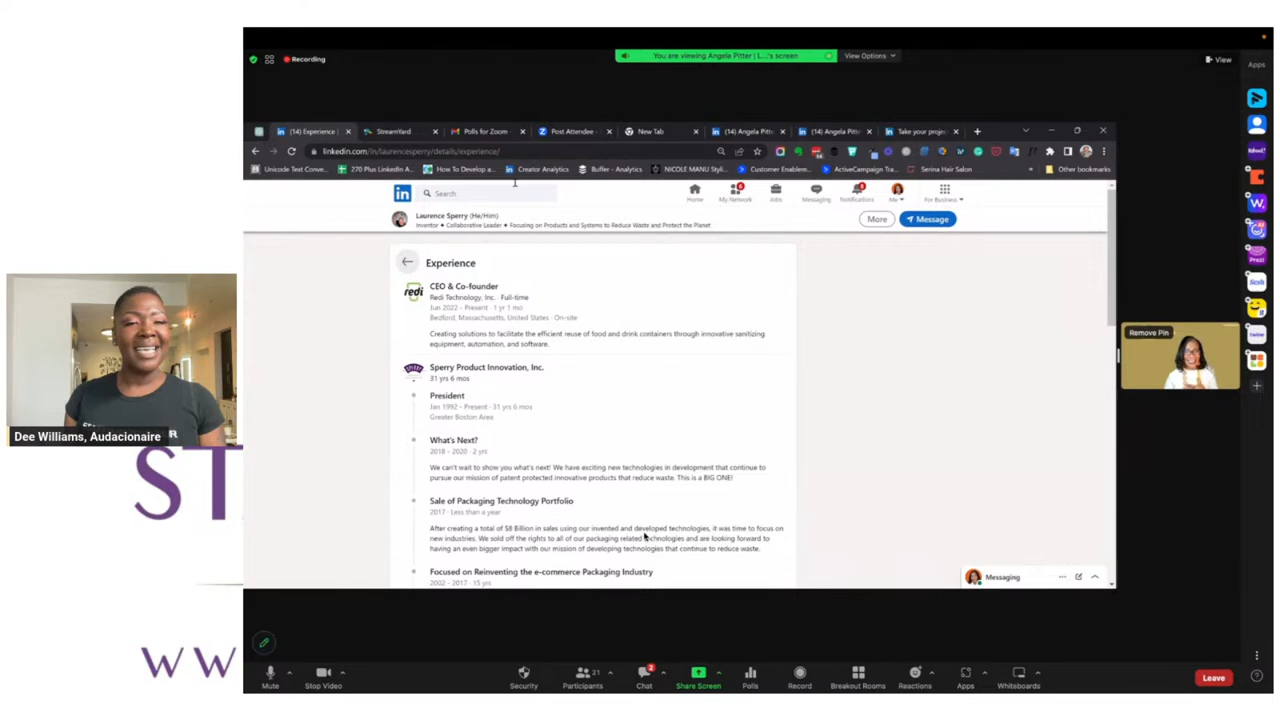 Recording
You are viewing Angela Pitter | L...'s screen
View Options
View
Apps
(14) Experience |
StreamYard
Polls for Zoom -
Post Attendee -
New Tab
(14) Angela Pitte
(14) Angela Pitte
Take your proje
linkedin.com/in/laurencesperry/details/experience/
Unicode Text Conve...
270 Plus LinkedIn C...
How To Develop a...
Creator Analytics
Buffer - Analytics
NICOLE MANU Styli...
Customer Enablem...
ActiveCampaign Tra...
Serina Hair Salon
Other bookmarks
in
Search
Home
My Network
Jobs
Messaging
Notifications
Me
For Business
Laurence Sperry (He/Him)
Inventor • Collaborative Leader • Focusing on Products and Systems to Reduce Waste and Protect the Planet
More
Message
Experience
redi
CEO & Co-founder
Redi Technology, Inc. · Full-time
Jun 2022 - Present · 1 yr 1 mo
Bedford, Massachusetts, United States · On-site
Creating solutions to facilitate the efficient reuse of food and drink containers through innovative sanitizing
equipment, automation, and software.
Sperry Product Innovation, Inc.
31 yrs 6 mos
President
Jan 1992 - Present · 31 yrs 6 mos
Greater Boston Area
What's Next?
2018 - 2020 · 2 yrs
We can't wait to show you what's next! We have exciting new technologies in development that continue to
pursue our mission of patent protected innovative products that reduce waste. This is a BIG ONE!
Sale of Packaging Technology Portfolio
2017 · Less than a year
After creating a total of $8 Billion in sales using our invented and developed technologies, it was time to focus on
new industries. We sold off the rights to all of our packaging related technologies and are looking forward to
having an even bigger impact with our mission of developing technologies that continue to reduce waste.
Focused on Reinventing the e-commerce Packaging Industry
2002 - 2017 · 15 yrs
Messaging
Remove Pin
Dee Williams, Audacionaire
ST
WW
Mute
Stop Video
Security
31
Participants
2
Chat
Share Screen
Polls
Record
Breakout Rooms
Reactions
Apps
Whiteboards
Leave